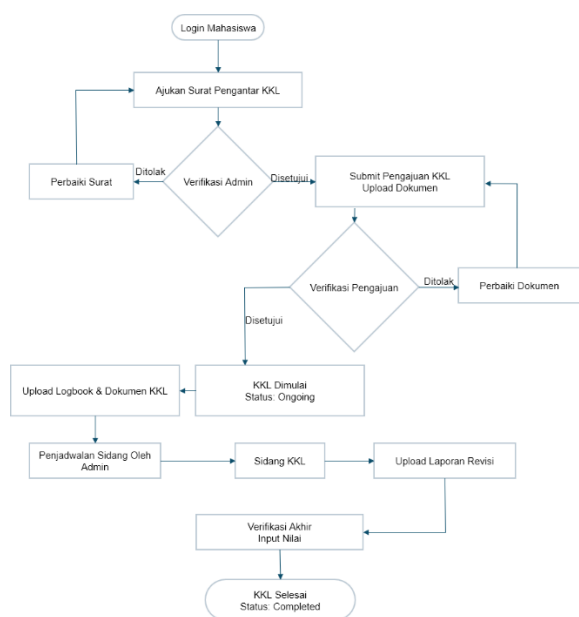 Login Mahasiswa
Ajukan Surat Pengantar KKL
Perbaiki Surat
Ditolak
Verifikasi Admin
Disetujui
Submit Pengajuan KKL
Upload Dokumen
Verifikasi Pengajuan
Ditolak
Perbaiki Dokumen
Disetujui
KKL Dimulai
Status: Ongoing
Upload Logbook & Dokumen KKL
Penjadwalan Sidang Oleh
Admin
Sidang KKL
Upload Laporan Revisi
Verifikasi Akhir
Input Nilai
KKL Selesai
Status: Completed